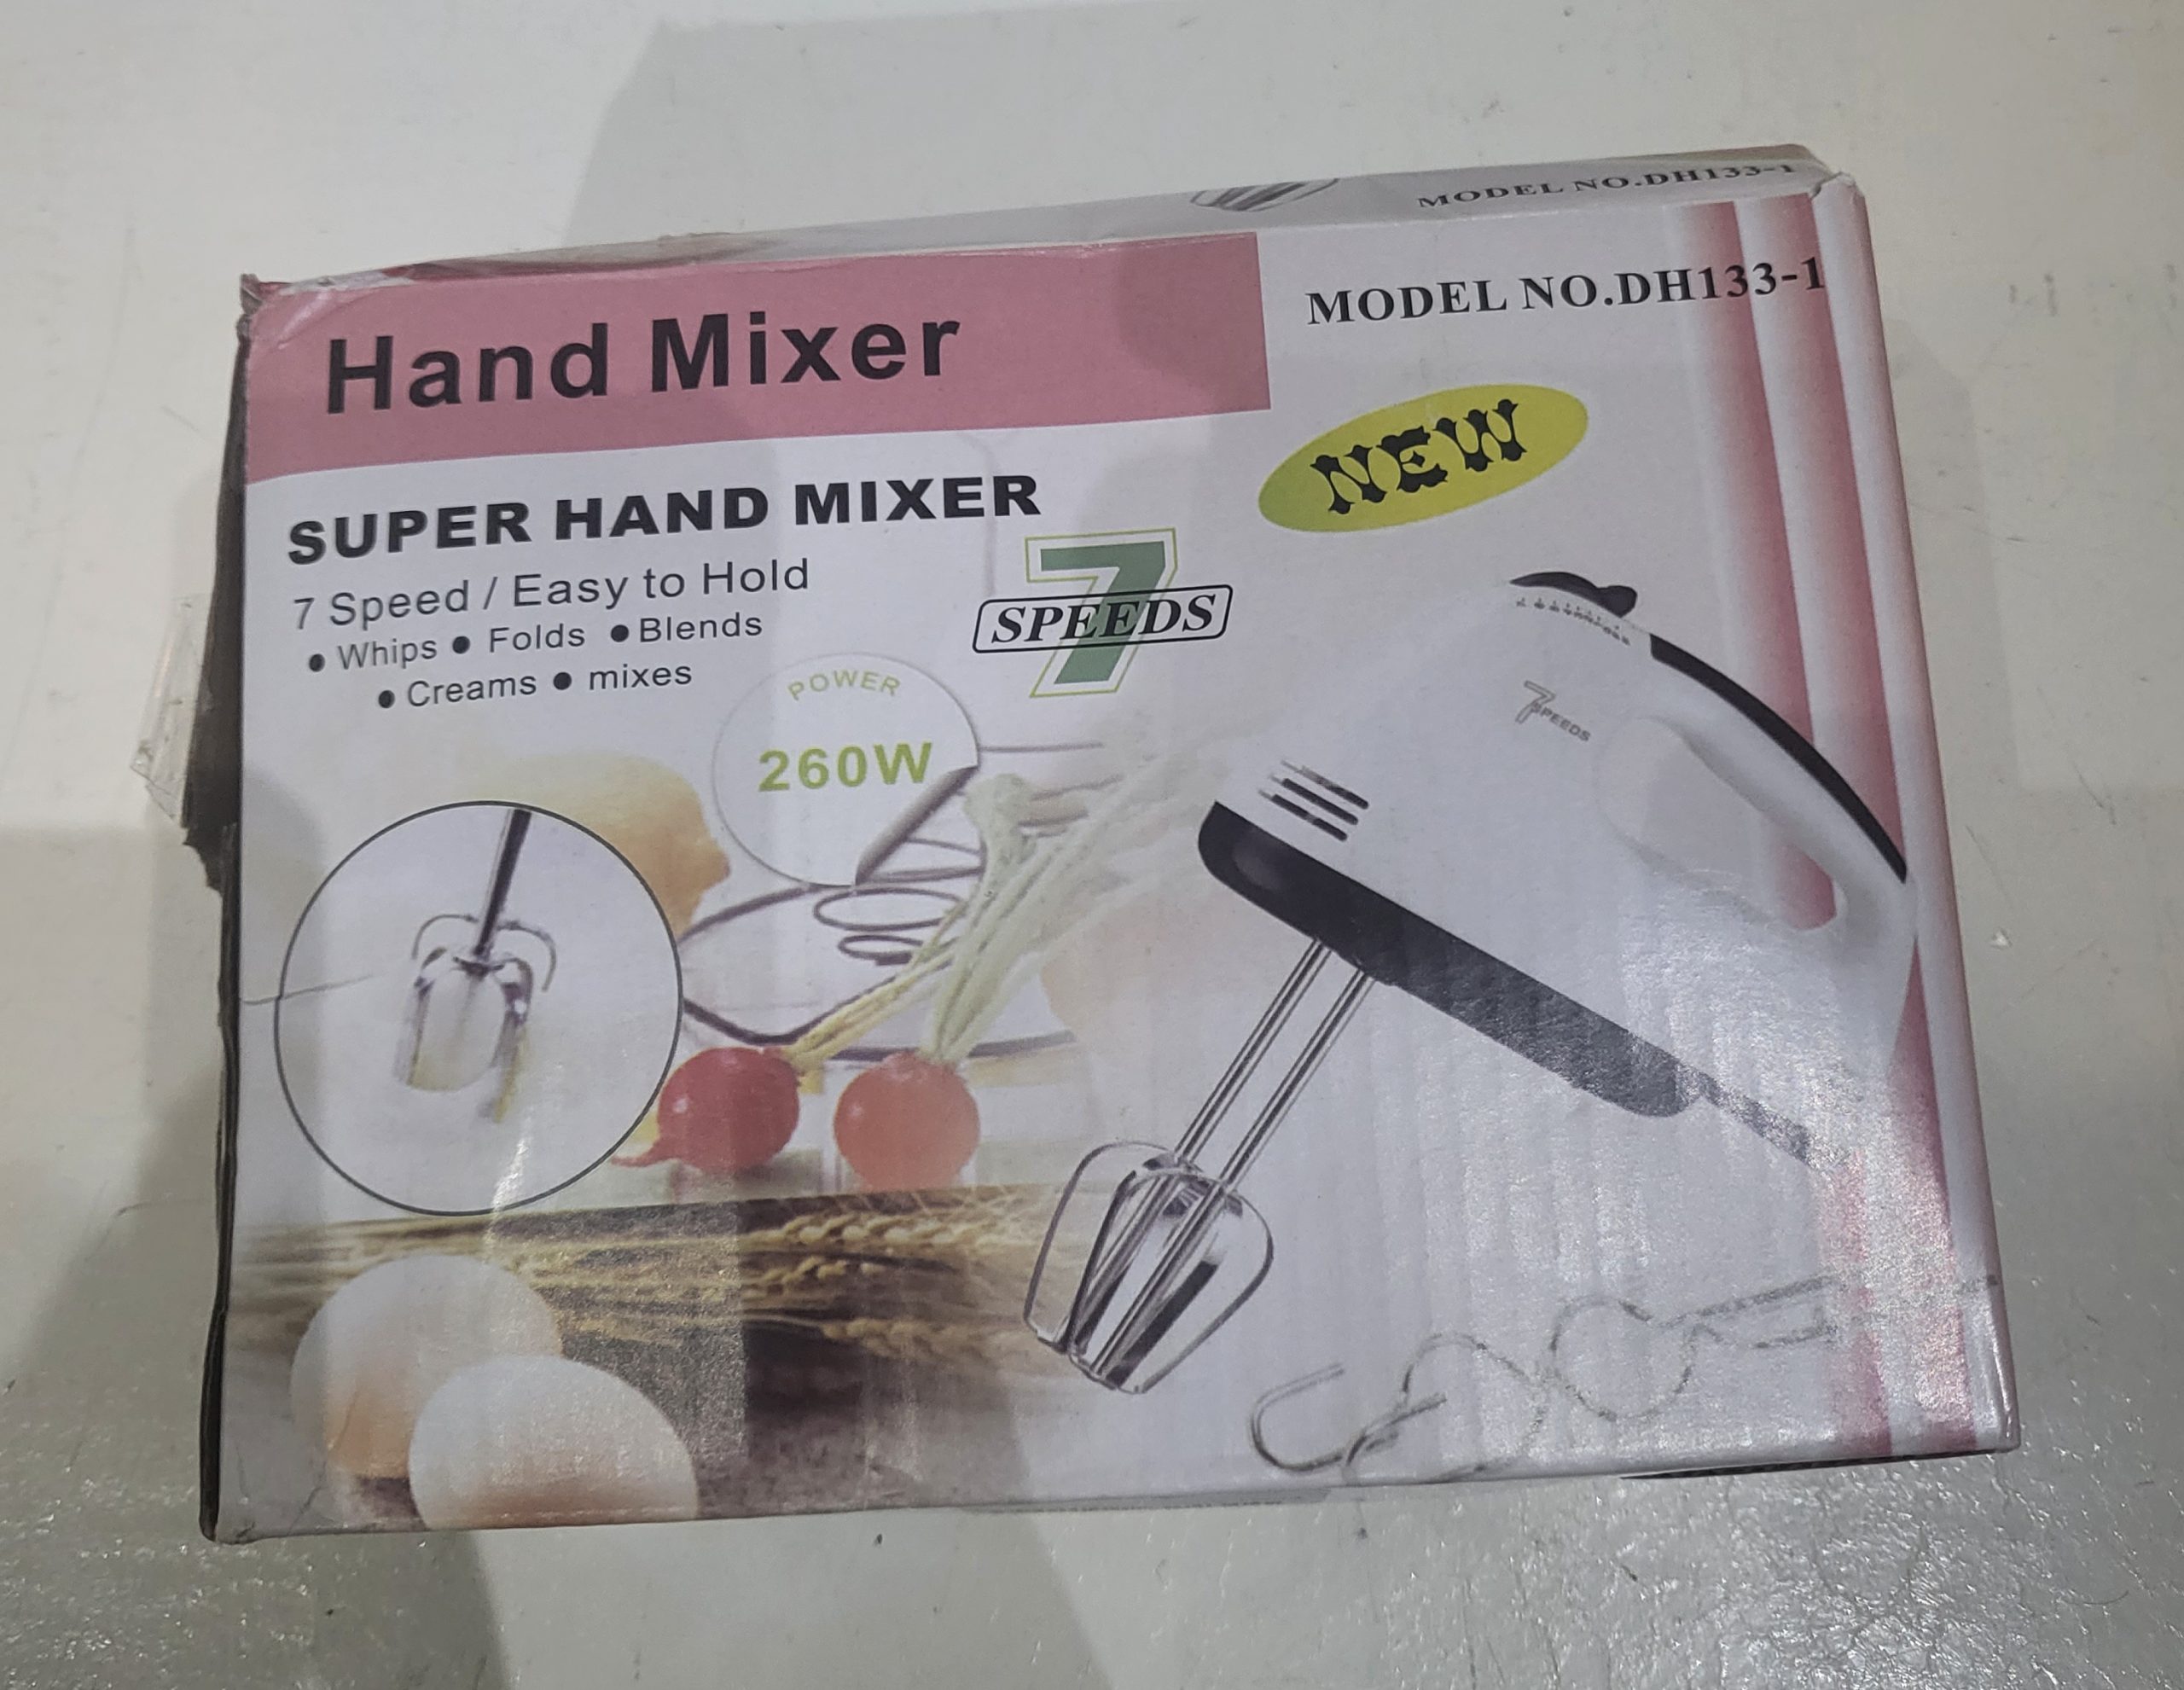 MODEL NO.DH133-1
Hand Mixer
MODEL NO.DH133-1
NEW
SUPER HAND MIXER
7 Speed / Easy to Hold
• Whips • Folds • Blends
• Creams • mixes
7
SPEEDS
POWER
260W
7 SPEEDS